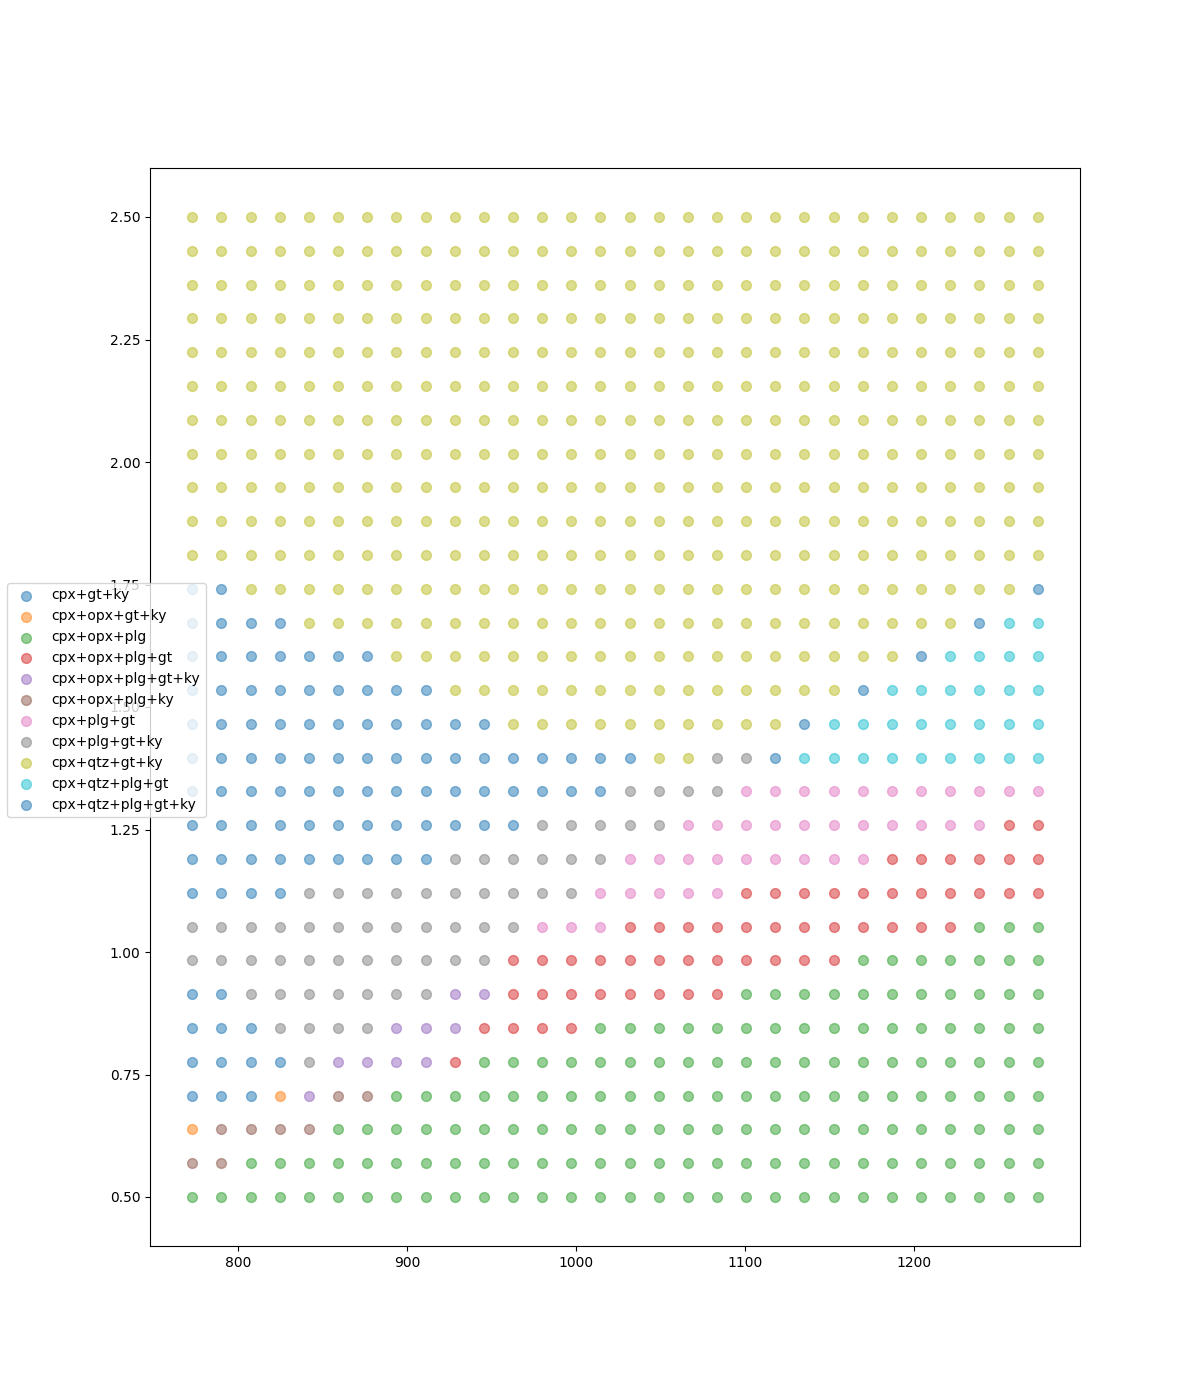 2.50
2.25
2.00
1.75
cpx+gt+ky
cpx+opx+gt+ky
cpx+opx+plg
cpx+opx+plg+gt
cpx+opx+plg+gt+ky
cpx+opx+plg+ky
1.50
cpx+plg+gt
cpx+plg+gt+ky
cpx+qtz+gt+ky
cpx+qtz+plg+gt
cpx+qtz+plg+gt+ky
1.25
1.00
0.75
0.50
800 900 1000 1100 1200